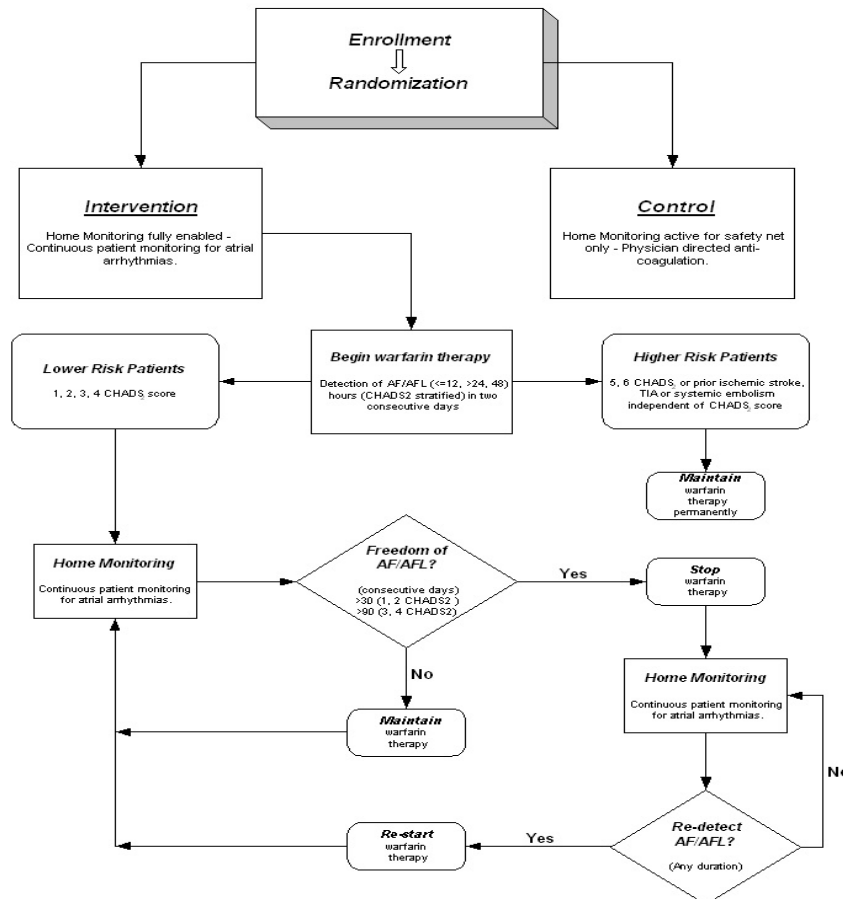 Enrollment
Randomization
Intervention
Home Monitoring fully enabled -
Continuous patient monitoring for atrial
arrhythmias.
Control
Home Monitoring active for safety net
only - Physician directed anti-
coagulation.
Lower Risk Patients
1, 2, 3, 4 CHADS₂ score
Begin warfarin therapy
Detection of AF/AFL (<=12, >24, 48)
hours (CHADS2 stratified) in two
consecutive days
Higher Risk Patients
5, 6 CHADS₂ or prior ischemic stroke,
TIA or systemic embolism
independent of CHADS₂ score
Maintain
warfarin
therapy
permanently
Home Monitoring
Continuous patient monitoring
for atrial arrhythmias.
Freedom of
AF/AFL?
(consecutive days)
>30 (1, 2 CHADS2 )
>90 (3, 4 CHADS2)
Yes
Stop
warfarin
therapy
No
Maintain
warfarin
therapy
Home Monitoring
Continuous patient monitoring
for atrial arrhythmias.
No
Re-detect
AF/AFL?
(Any duration)
Yes
Re-start
warfarin
therapy